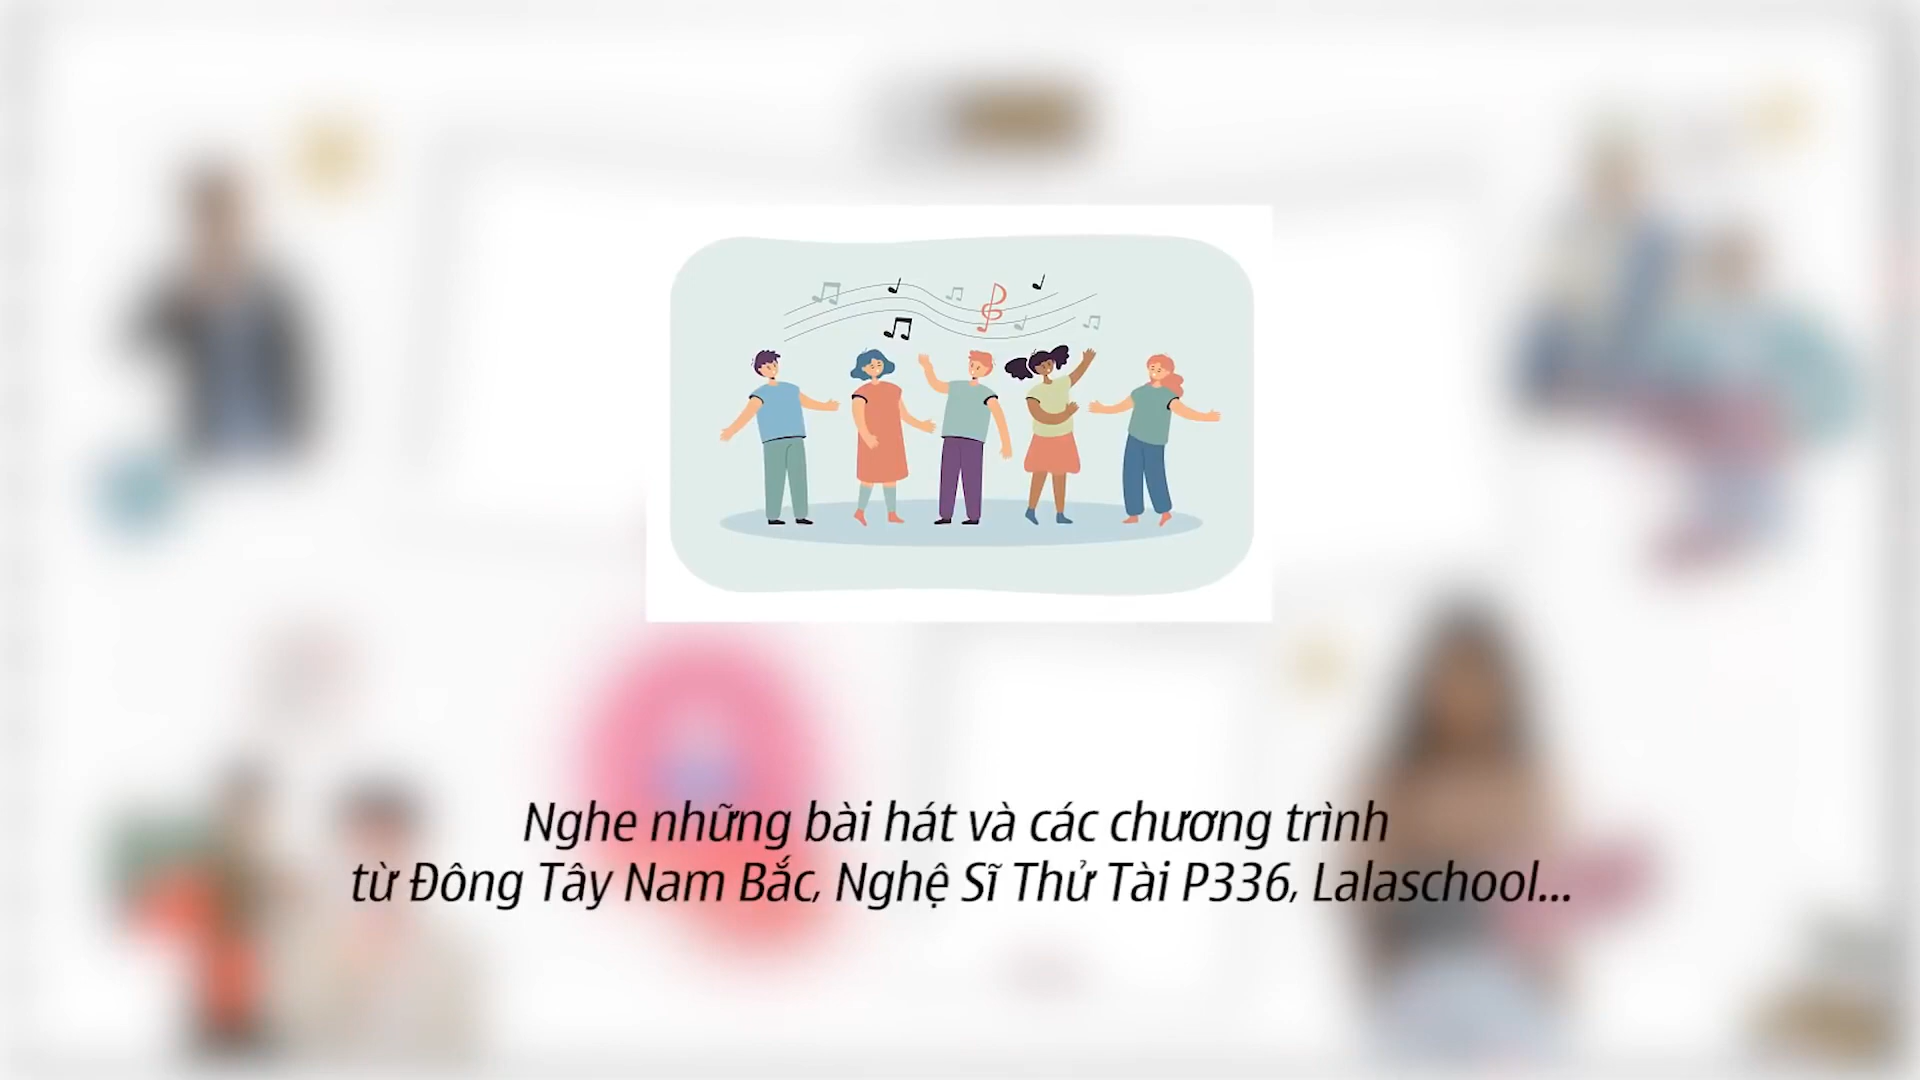 Nghe những bài hát và các chương trình
từ Đông Tây Nam Bắc, Nghệ Sĩ Thử Tài P336, Lalaschool...